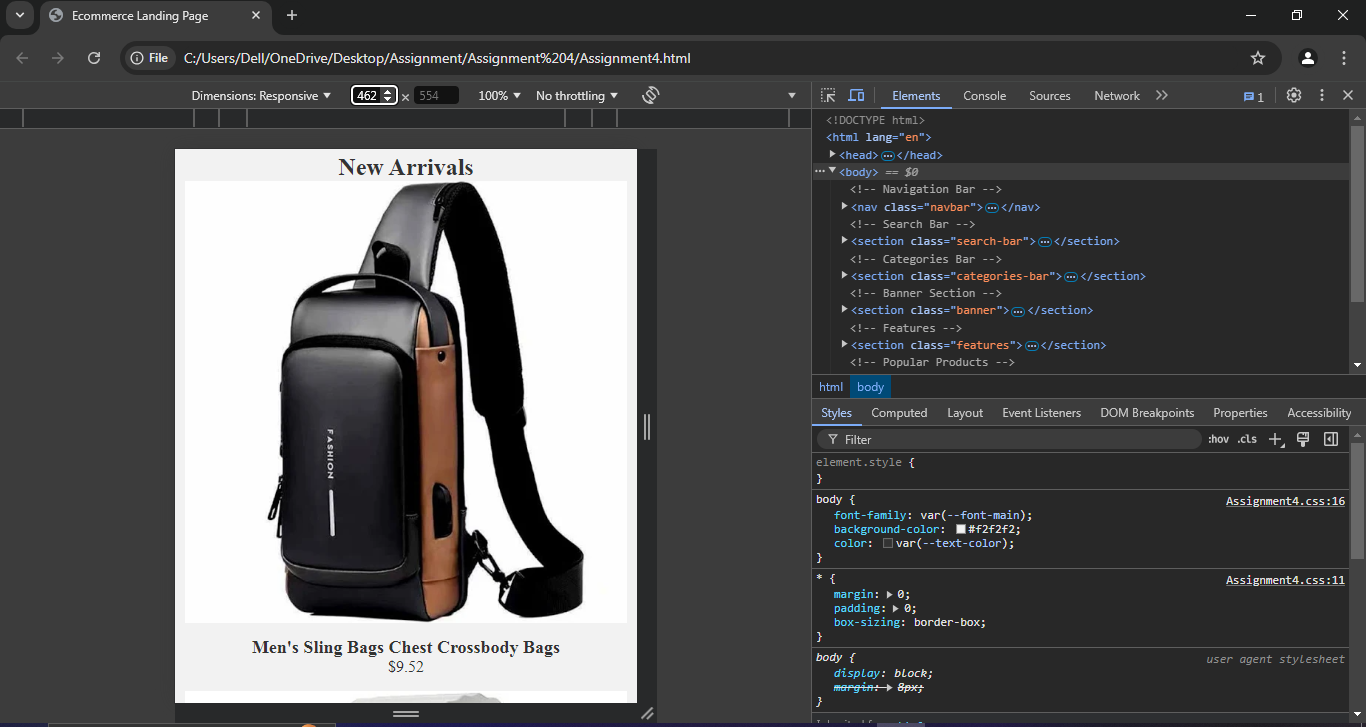 Ecommerce Landing Page
File C:/Users/Dell/OneDrive/Desktop/Assignment/Assignment%204/Assignment4.html
Dimensions: Responsive 462 × 554 100% No throttling
Elements Console Sources Network 1
<!DOCTYPE html>
<html lang="en">
<head> ⋯ </head>
⋯ <body> == $0
<!-- Navigation Bar -->
<nav class="navbar"> ⋯ </nav>
<!-- Search Bar -->
<section class="search-bar"> ⋯ </section>
<!-- Categories Bar -->
<section class="categories-bar"> ⋯ </section>
<!-- Banner Section -->
<section class="banner"> ⋯ </section>
<!-- Features -->
<section class="features"> ⋯ </section>
<!-- Popular Products -->
html body
Styles Computed Layout Event Listeners DOM Breakpoints Properties Accessibility
Filter :hov .cls
element.style {
}
body { Assignment4.css:16
font-family: var(--font-main);
background-color: #f2f2f2;
color: var(--text-color);
}
* { Assignment4.css:11
margin: 0;
padding: 0;
box-sizing: border-box;
}
body { user agent stylesheet
display: block;
margin: 8px;
}
New Arrivals
FASHION
Men's Sling Bags Chest Crossbody Bags
$9.52